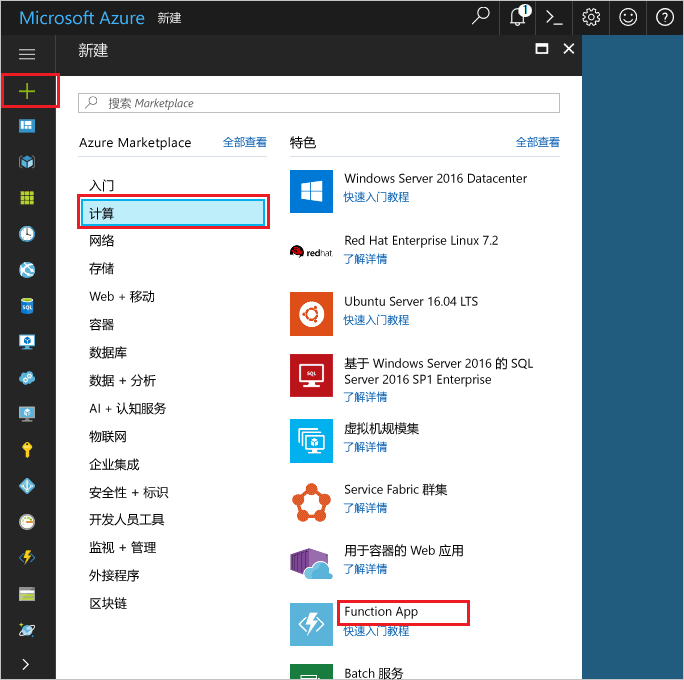 Microsoft Azure 新建
1
新建
搜索 Marketplace
Azure Marketplace 全部查看
入门
计算
网络
存储
Web + 移动
容器
数据库
数据 + 分析
AI + 认知服务
物联网
企业集成
安全性 + 标识
开发人员工具
监视 + 管理
外接程序
区块链
特色 全部查看
Windows Server 2016 Datacenter
快速入门教程
redhat
Red Hat Enterprise Linux 7.2
了解详情
Ubuntu Server 16.04 LTS
快速入门教程
SQL
基于 Windows Server 2016 的 SQL
Server 2016 SP1 Enterprise
了解详情
虚拟机规模集
了解详情
Service Fabric 群集
了解详情
用于容器的 Web 应用
了解详情
Function App
快速入门教程
Batch 服务
SQL